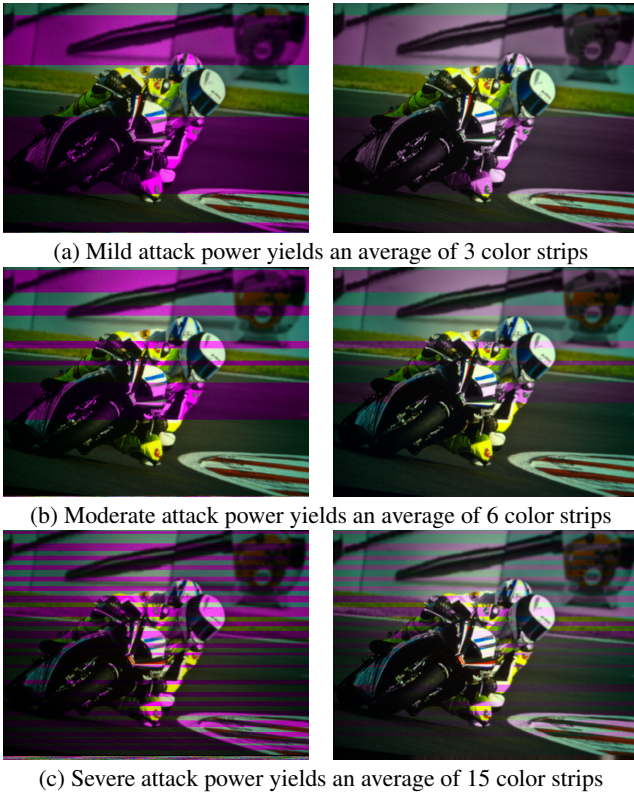 (a) Mild attack power yields an average of 3 color strips
(b) Moderate attack power yields an average of 6 color strips
(c) Severe attack power yields an average of 15 color strips